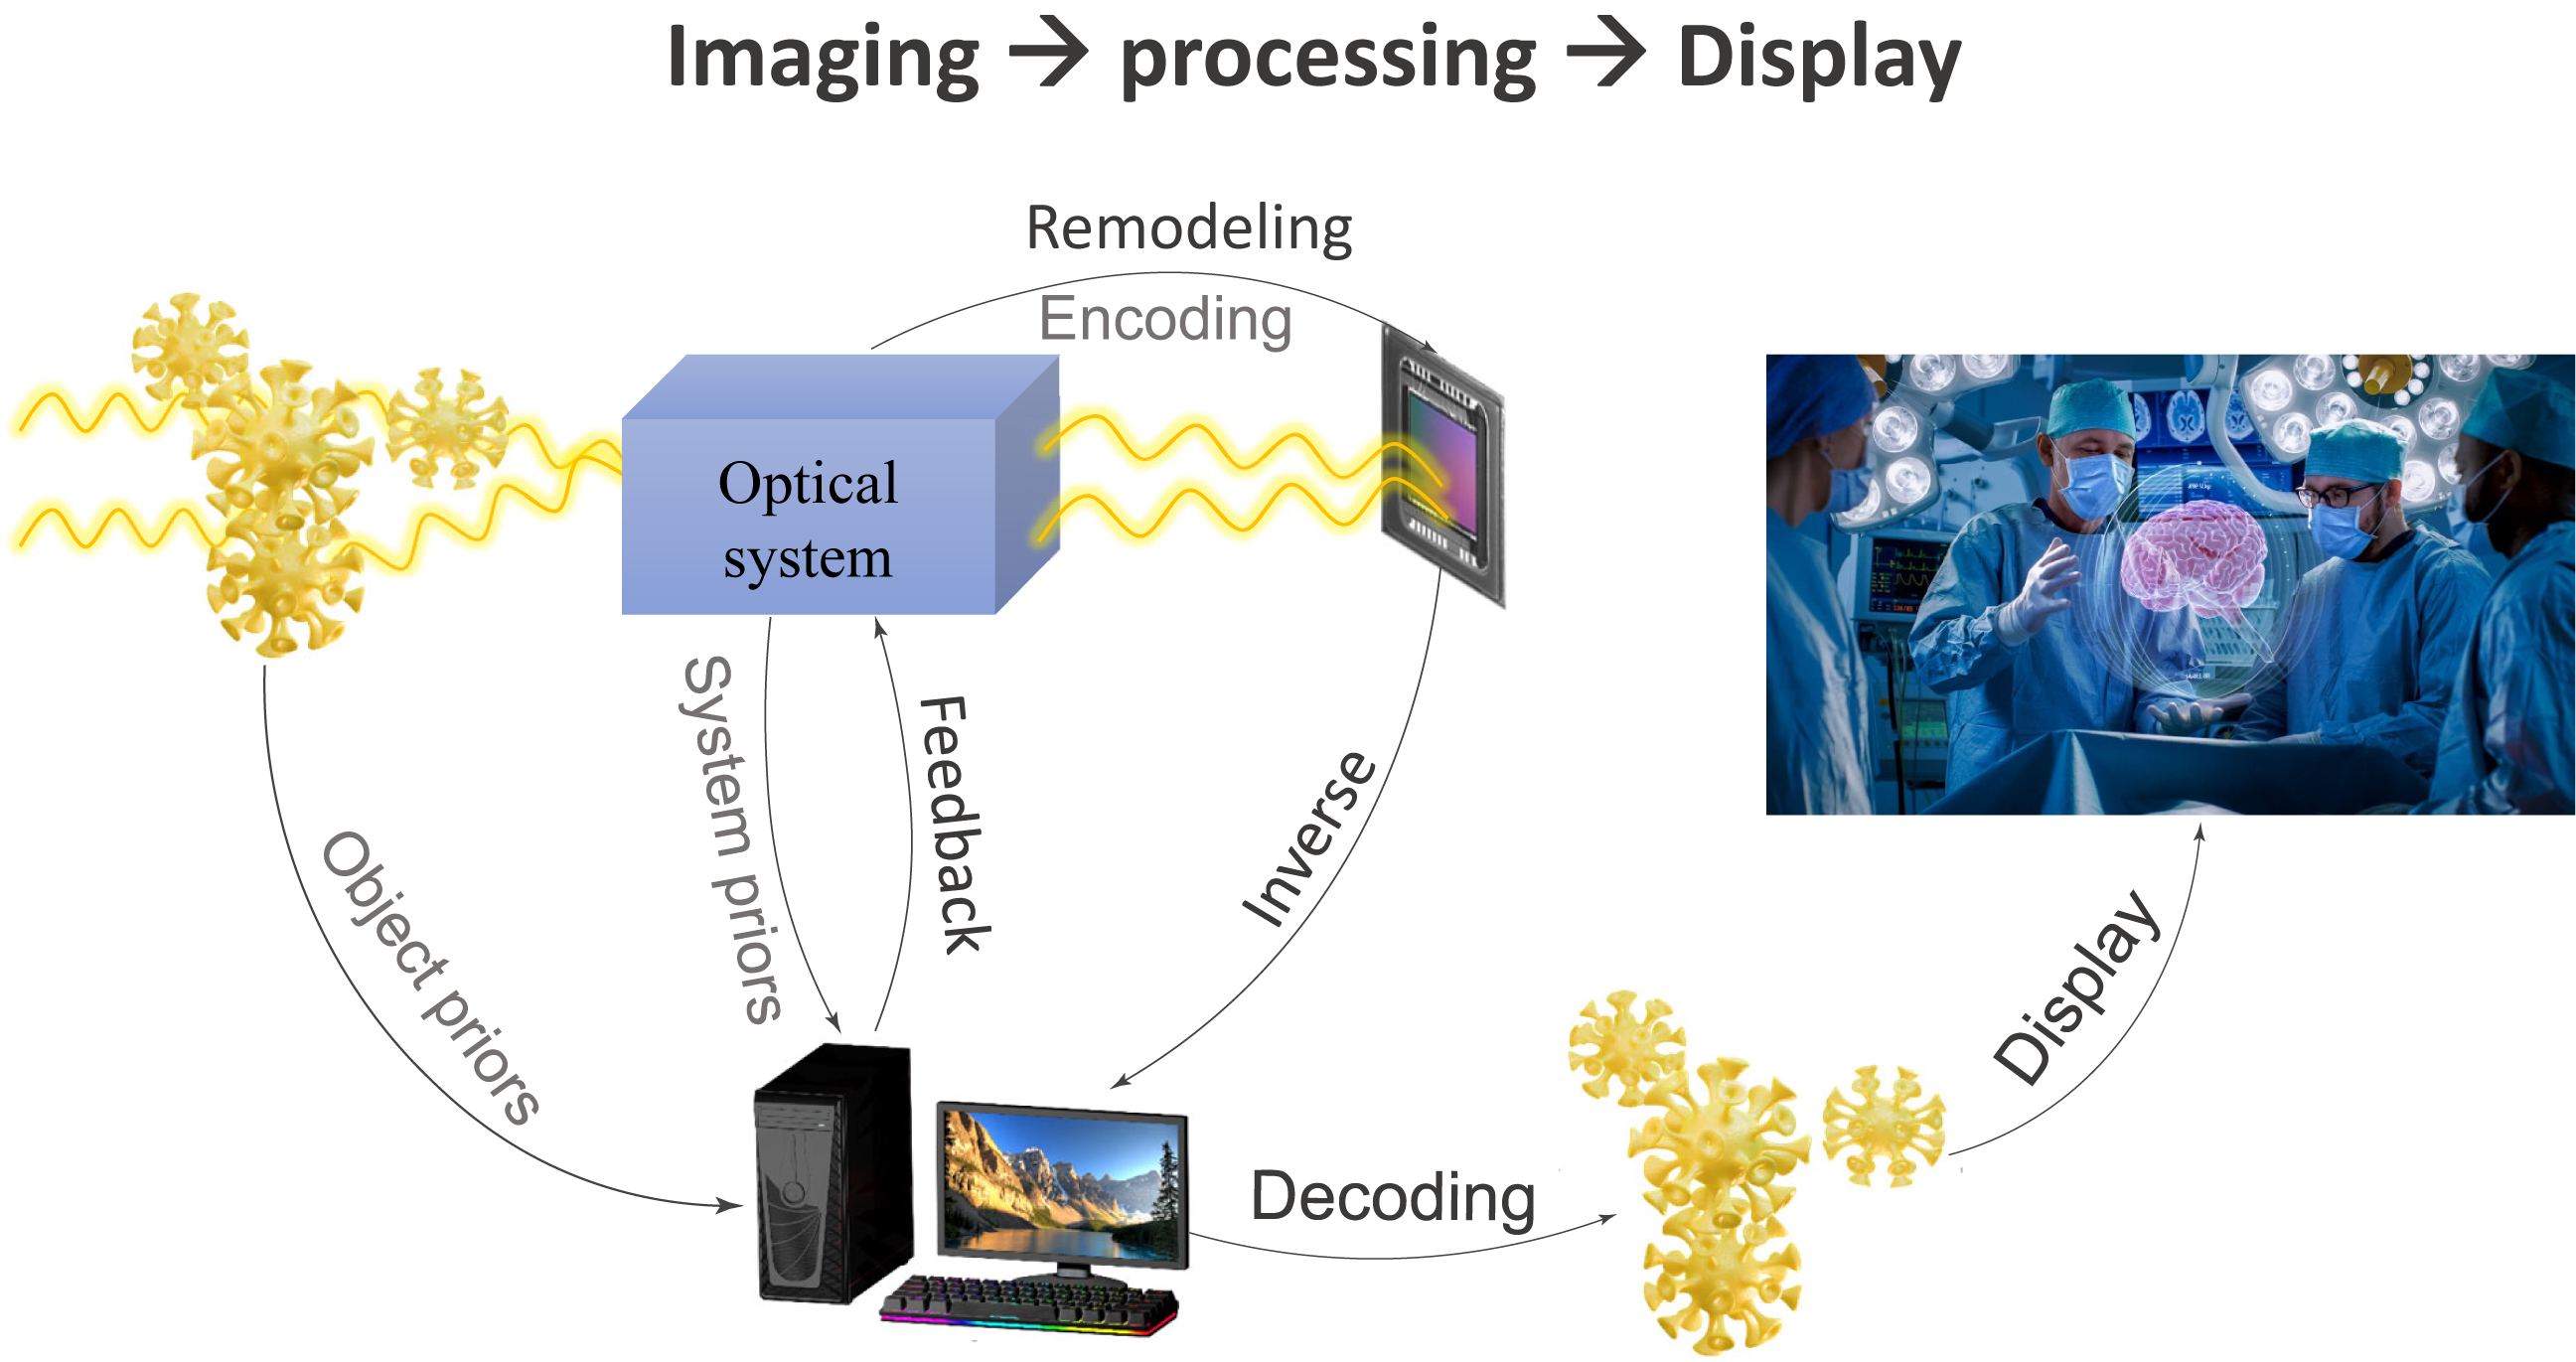 Imaging → processing → Display
Remodeling
Encoding
Optical
system
System priors
Feedback
Object priors
Inverse
Decoding
Display